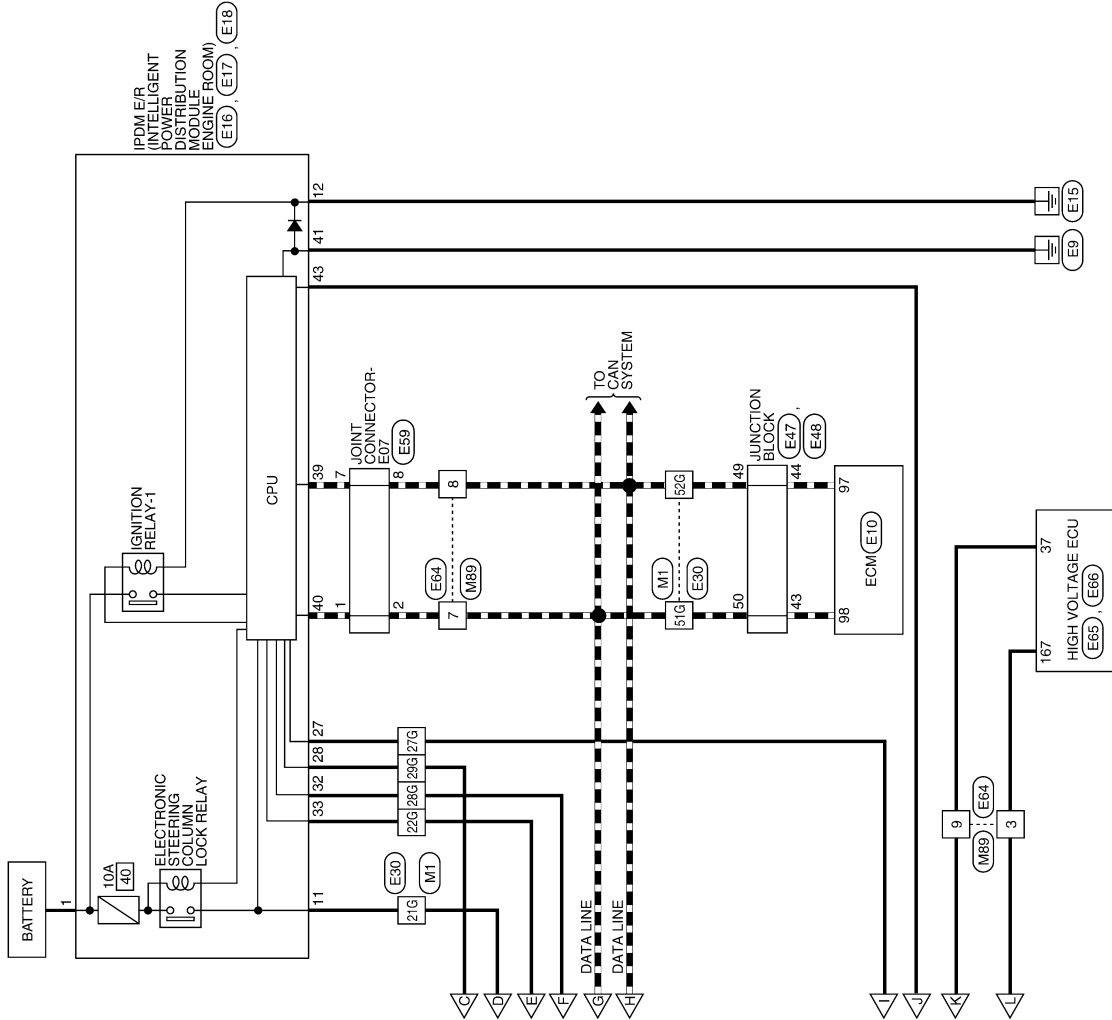 BATTERY
1
10A
40
ELECTRONIC
STEERING
COLUMN
LOCK RELAY
IGNITION
RELAY-1
IPDM E/R
(INTELLIGENT
POWER
DISTRIBUTION
MODULE
ENGINE ROOM)
E16 , E17 , E18
CPU
11
33
32
28
27
40
39
43
41
12
E30
M1
21G
22G
28G
29G
27G
1
7
JOINT
CONNECTOR-
E07
E59
2
8
E64
M89
7
8
DATA LINE
DATA LINE
TO
CAN
SYSTEM
M1
E30
51G
52G
50
49
JUNCTION
BLOCK
E47 ,
E48
43
44
98
97
ECM E10
E9
E15
C
D
E
F
G
H
I
J
K
L
9
3
M89
E64
167
37
HIGH VOLTAGE ECU
E65 , E66